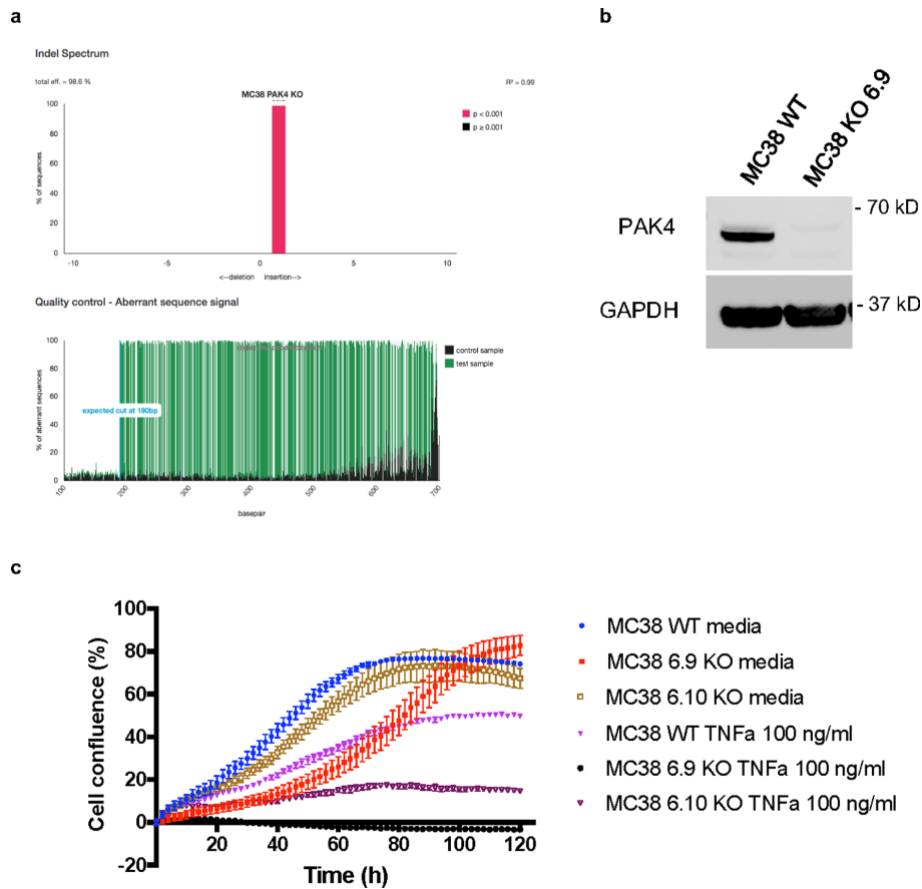 a
Indel Spectrum
total eff. = 98.6 %
R² = 0.99
MC38 PAK4 KO
100
80
60
40
20
0
% of sequences
-10
-5
0
5
10
<--deletion insertion-->
p < 0.001
p ≥ 0.001
Quality control - Aberrant sequence signal
100
80
60
40
20
0
% of aberrant sequences
expected cut at 190bp
control sample
test sample
100
200
300
400
500
600
700
basepair
b
MC38 WT
MC38 KO 6.9
PAK4
- 70 kD
GAPDH
- 37 kD
c
100
80
60
40
20
0
-20
Cell confluence (%)
20
40
60
80
100
120
Time (h)
MC38 WT media
MC38 6.9 KO media
MC38 6.10 KO media
MC38 WT TNFa 100 ng/ml
MC38 6.9 KO TNFa 100 ng/ml
MC38 6.10 KO TNFa 100 ng/ml